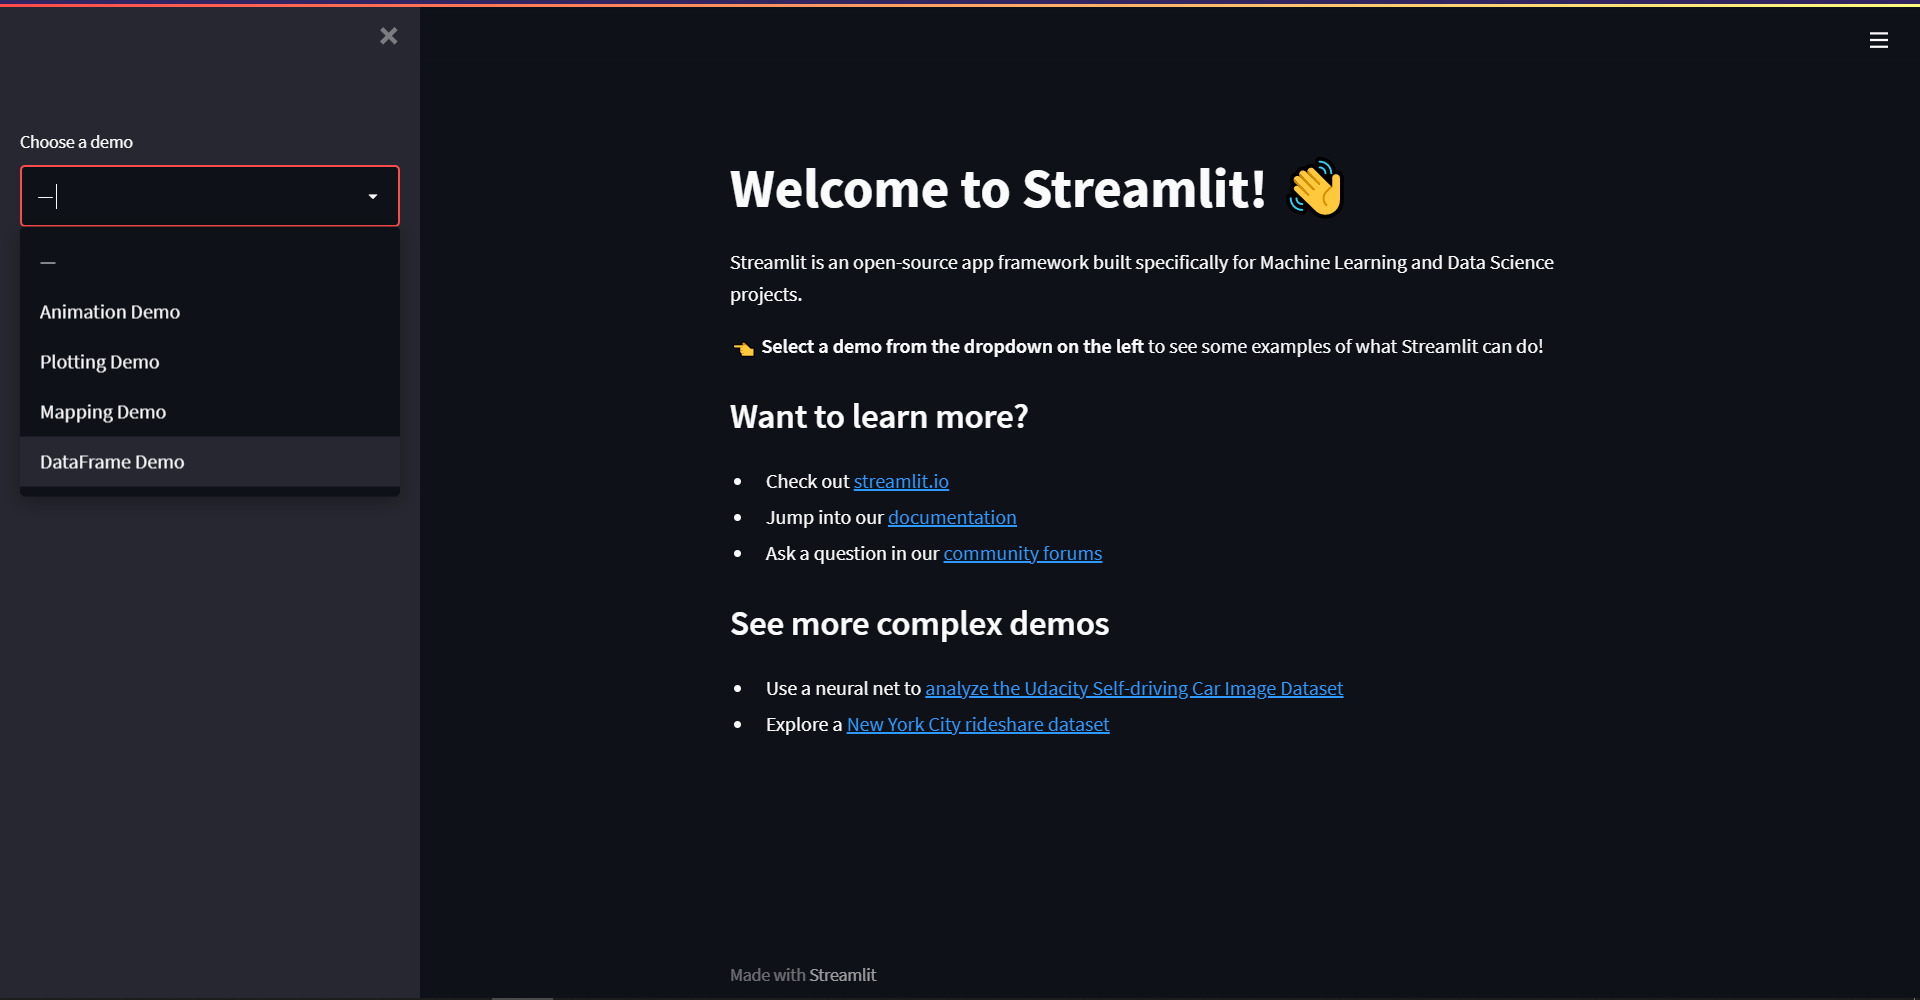 Choose a demo
—
—
Animation Demo
Plotting Demo
Mapping Demo
DataFrame Demo
Welcome to Streamlit! 👋
Streamlit is an open-source app framework built specifically for Machine Learning and Data Science
projects.
👈 Select a demo from the dropdown on the left to see some examples of what Streamlit can do!
Want to learn more?
• Check out streamlit.io
• Jump into our documentation
• Ask a question in our community forums
See more complex demos
• Use a neural net to analyze the Udacity Self-driving Car Image Dataset
• Explore a New York City rideshare dataset
Made with Streamlit